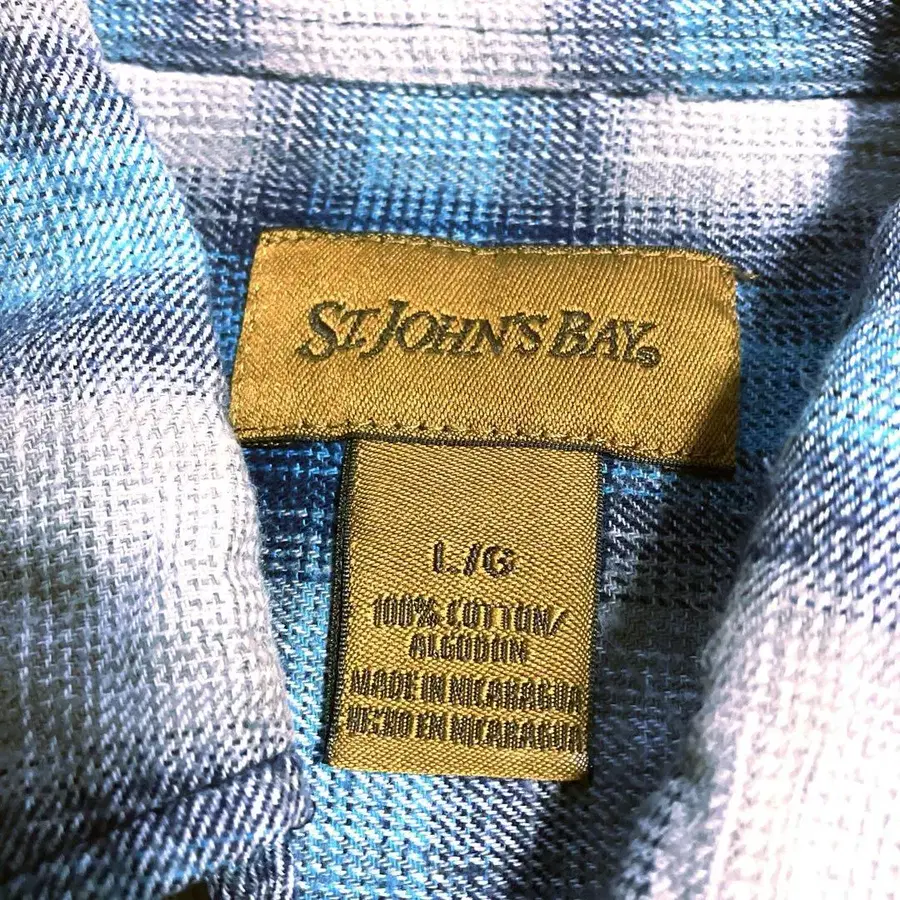 ST. JOHN'S BAY®
L/G
100% COTTON/
ALGODON
MADE IN NICARAGUA
HECHO EN NICARAGUA